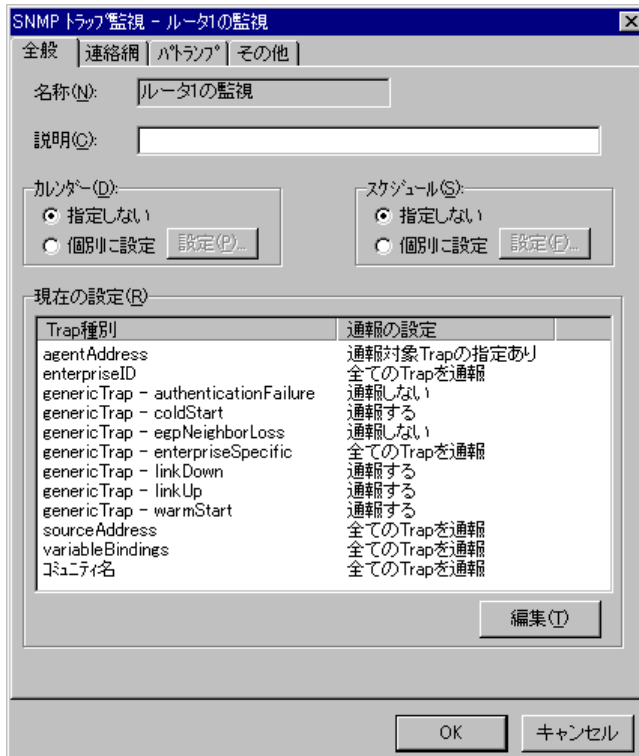 SNMP ﾄﾗｯﾌﾟ監視 - ルータ1の監視
全般 連絡網 ﾊﾟﾄﾗﾝﾌﾟ その他
名称(N): ルータ1の監視
説明(C):
ｶﾚﾝﾀﾞｰ(D): ｽｹｼﾞｭｰﾙ(S):
指定しない 指定しない
個別に設定 設定(P)... 個別に設定 設定(F)...
現在の設定(R)
Trap種別 通報の設定
agentAddress 通報対象Trapの指定あり
enterpriseID 全てのTrapを通報
genericTrap - authenticationFailure 通報しない
genericTrap - coldStart 通報する
genericTrap - egpNeighborLoss 通報しない
genericTrap - enterpriseSpecific 全てのTrapを通報
genericTrap - linkDown 通報する
genericTrap - linkUp 通報する
genericTrap - warmStart 通報する
sourceAddress 全てのTrapを通報
variableBindings 全てのTrapを通報
ｺﾐｭﾆﾃｨ名 全てのTrapを通報
編集(T)
OK キャンセル